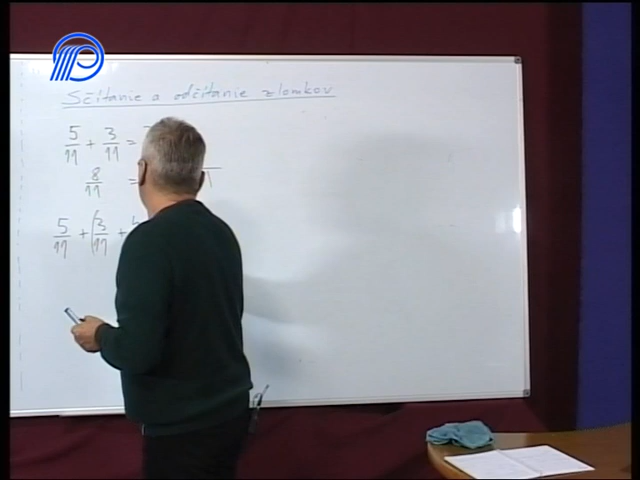 Sčítanie a odčítanie zlomkov
5/11 + 3/11 =
8/11 =
5/11 + (3/11 +